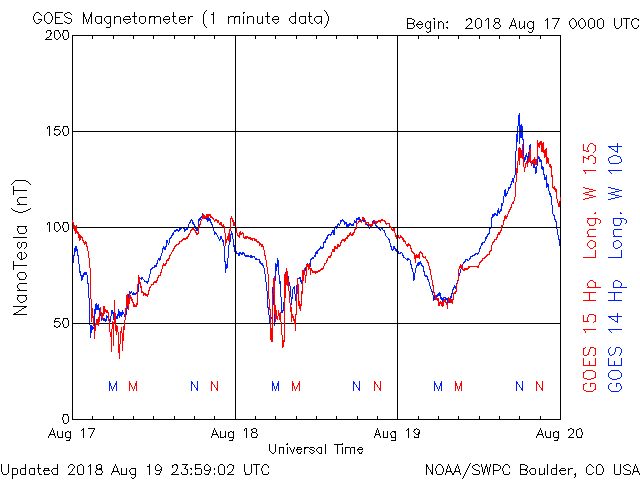 GOES Magnetometer (1 minute data)
Begin: 2018 Aug 17 0000 UTC
200
150
100
50
0
NanoTesla (nT)
M M N N M M N N M M N N
Aug 17 Aug 18 Aug 19 Aug 20
Universal Time
GOES 15 Hp Long. W 135
GOES 14 Hp Long. W 104
Updated 2018 Aug 19 23:59:02 UTC
NOAA/SWPC Boulder, CO USA